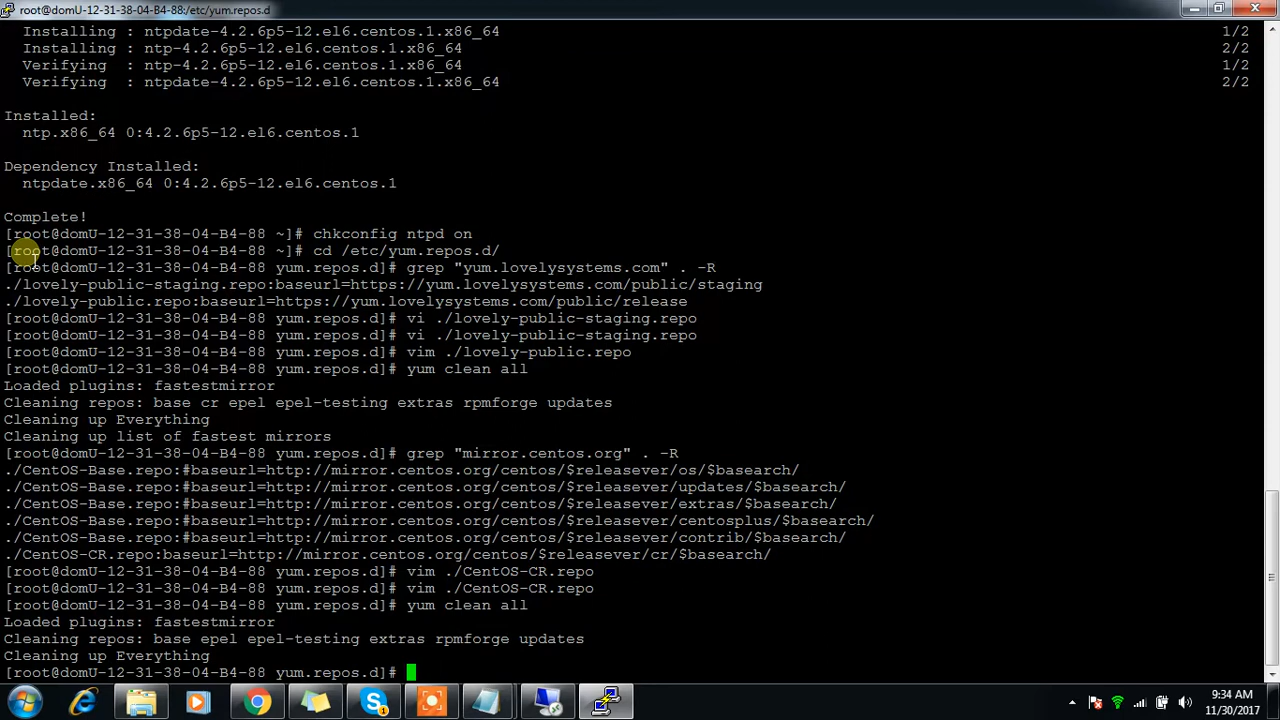 root@domU-12-31-38-04-B4-88:/etc/yum.repos.d
Installing : ntpdate-4.2.6p5-12.el6.centos.1.x86_64 1/2
Installing : ntp-4.2.6p5-12.el6.centos.1.x86_64 2/2
Verifying : ntp-4.2.6p5-12.el6.centos.1.x86_64 1/2
Verifying : ntpdate-4.2.6p5-12.el6.centos.1.x86_64 2/2
Installed:
ntp.x86_64 0:4.2.6p5-12.el6.centos.1
Dependency Installed:
ntpdate.x86_64 0:4.2.6p5-12.el6.centos.1
Complete!
[root@domU-12-31-38-04-B4-88 ~]# chkconfig ntpd on
[root@domU-12-31-38-04-B4-88 ~]# cd /etc/yum.repos.d/
[root@domU-12-31-38-04-B4-88 yum.repos.d]# grep "yum.lovelysystems.com" . -R
./lovely-public-staging.repo:baseurl=https://yum.lovelysystems.com/public/staging
./lovely-public.repo:baseurl=https://yum.lovelysystems.com/public/release
[root@domU-12-31-38-04-B4-88 yum.repos.d]# vi ./lovely-public-staging.repo
[root@domU-12-31-38-04-B4-88 yum.repos.d]# vi ./lovely-public-staging.repo
[root@domU-12-31-38-04-B4-88 yum.repos.d]# vim ./lovely-public.repo
[root@domU-12-31-38-04-B4-88 yum.repos.d]# yum clean all
Loaded plugins: fastestmirror
Cleaning repos: base cr epel epel-testing extras rpmforge updates
Cleaning up Everything
Cleaning up list of fastest mirrors
[root@domU-12-31-38-04-B4-88 yum.repos.d]# grep "mirror.centos.org" . -R
./CentOS-Base.repo:#baseurl=http://mirror.centos.org/centos/$releasever/os/$basearch/
./CentOS-Base.repo:#baseurl=http://mirror.centos.org/centos/$releasever/updates/$basearch/
./CentOS-Base.repo:#baseurl=http://mirror.centos.org/centos/$releasever/extras/$basearch/
./CentOS-Base.repo:#baseurl=http://mirror.centos.org/centos/$releasever/centosplus/$basearch/
./CentOS-Base.repo:#baseurl=http://mirror.centos.org/centos/$releasever/contrib/$basearch/
./CentOS-CR.repo:baseurl=http://mirror.centos.org/centos/$releasever/cr/$basearch/
[root@domU-12-31-38-04-B4-88 yum.repos.d]# vim ./CentOS-CR.repo
[root@domU-12-31-38-04-B4-88 yum.repos.d]# vim ./CentOS-CR.repo
[root@domU-12-31-38-04-B4-88 yum.repos.d]# yum clean all
Loaded plugins: fastestmirror
Cleaning repos: base epel epel-testing extras rpmforge updates
Cleaning up Everything
[root@domU-12-31-38-04-B4-88 yum.repos.d]#
9:34 AM
11/30/2017